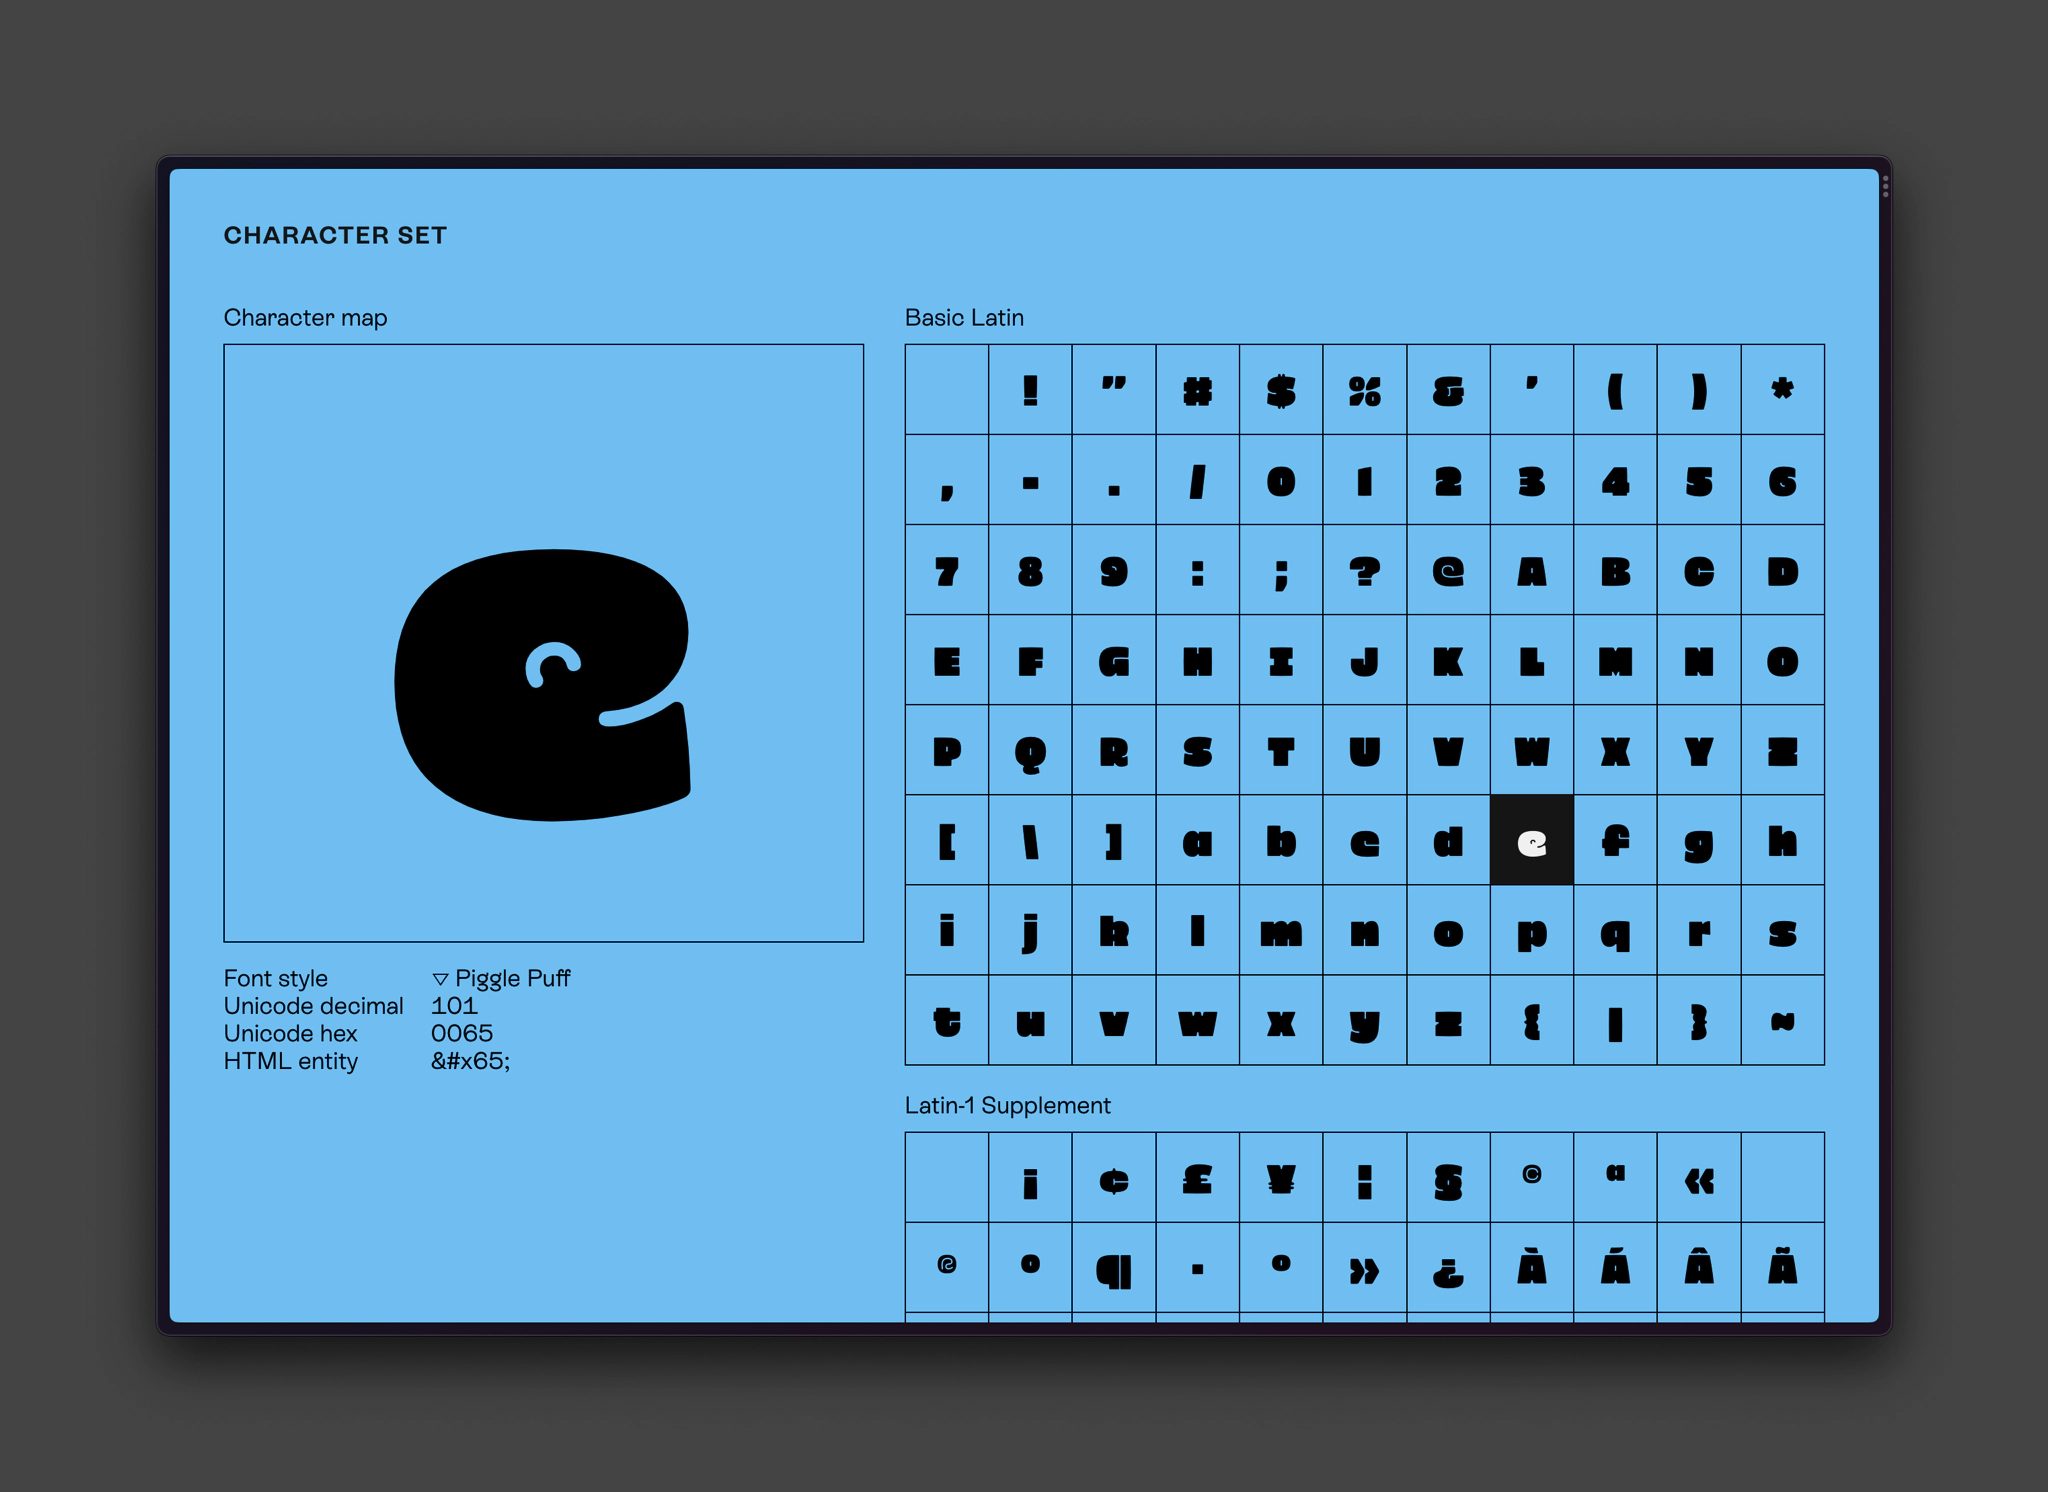 CHARACTER SET
Character map
e
Font style ▽ Piggle Puff
Unicode decimal 101
Unicode hex 0065
HTML entity &#x65;
Basic Latin
! " # $ % & ' ( ) *
, - . / 0 1 2 3 4 5 6
7 8 9 : ; ? @ A B C D
E F G H I J K L M N O
P Q R S T U V W X Y Z
[ \ ] a b c d e f g h
i j k l m n o p q r s
t u v w x y z { | } ~
Latin-1 Supplement
¡ ¢ £ ¥ ¦ § © ª «
® ° ¶ · º » ¿ À Á Â Ã